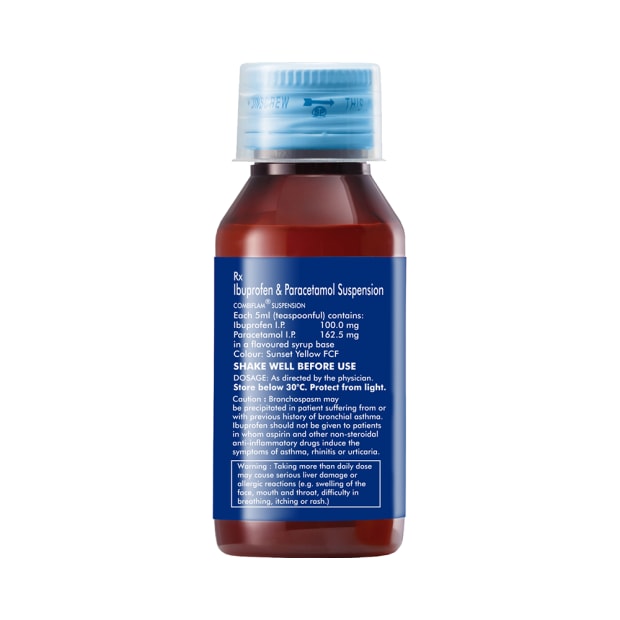 UNSCREW THIS
Rx
Ibuprofen & Paracetamol Suspension
COMBIFLAM® SUSPENSION
Each 5ml (teaspoonful) contains:
Ibuprofen I.P. 100.0 mg
Paracetamol I.P. 162.5 mg
in a flavoured syrup base
Colour: Sunset Yellow FCF
SHAKE WELL BEFORE USE
DOSAGE: As directed by the physician.
Store below 30°C. Protect from light.
Caution : Bronchospasm may
be precipitated in patient suffering from or
with previous history of bronchial asthma.
Ibuprofen should not be given to patients
in whom aspirin and other non-steroidal
anti-inflammatory drugs induce the
symptoms of asthma, rhinitis or urticaria.
Warning : Taking more than daily dose
may cause serious liver damage or
allergic reactions (e.g. swelling of the
face, mouth and throat, difficulty in
breathing, itching or rash.)